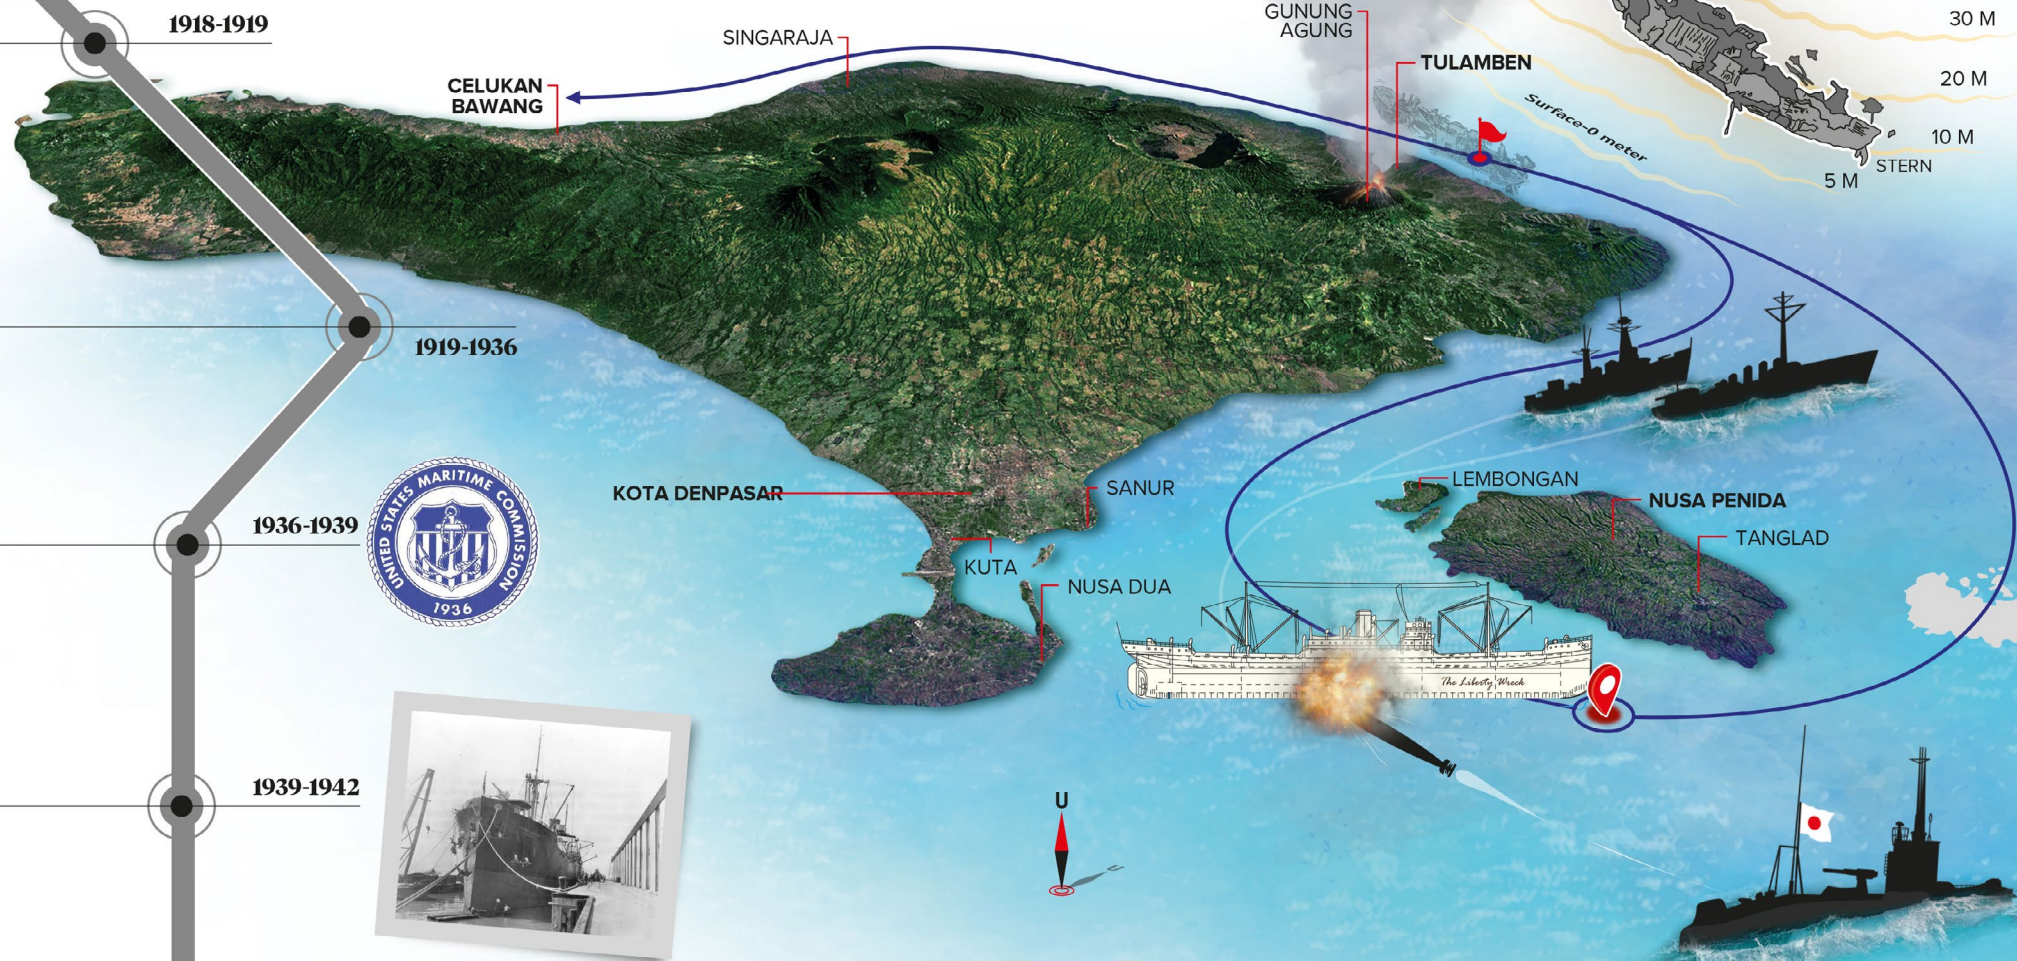 1918-1919
SINGARAJA
GUNUNG
AGUNG
30 M
CELUKAN
BAWANG
TULAMBEN
20 M
Surface-0 meter
10 M
STERN
5 M
1919-1936
KOTA DENPASAR
SANUR
LEMBONGAN
NUSA PENIDA
TANGLAD
1936-1939
UNITED STATES MARITIME COMMISSION
1936
KUTA
NUSA DUA
The Liberty Wreck
1939-1942
U